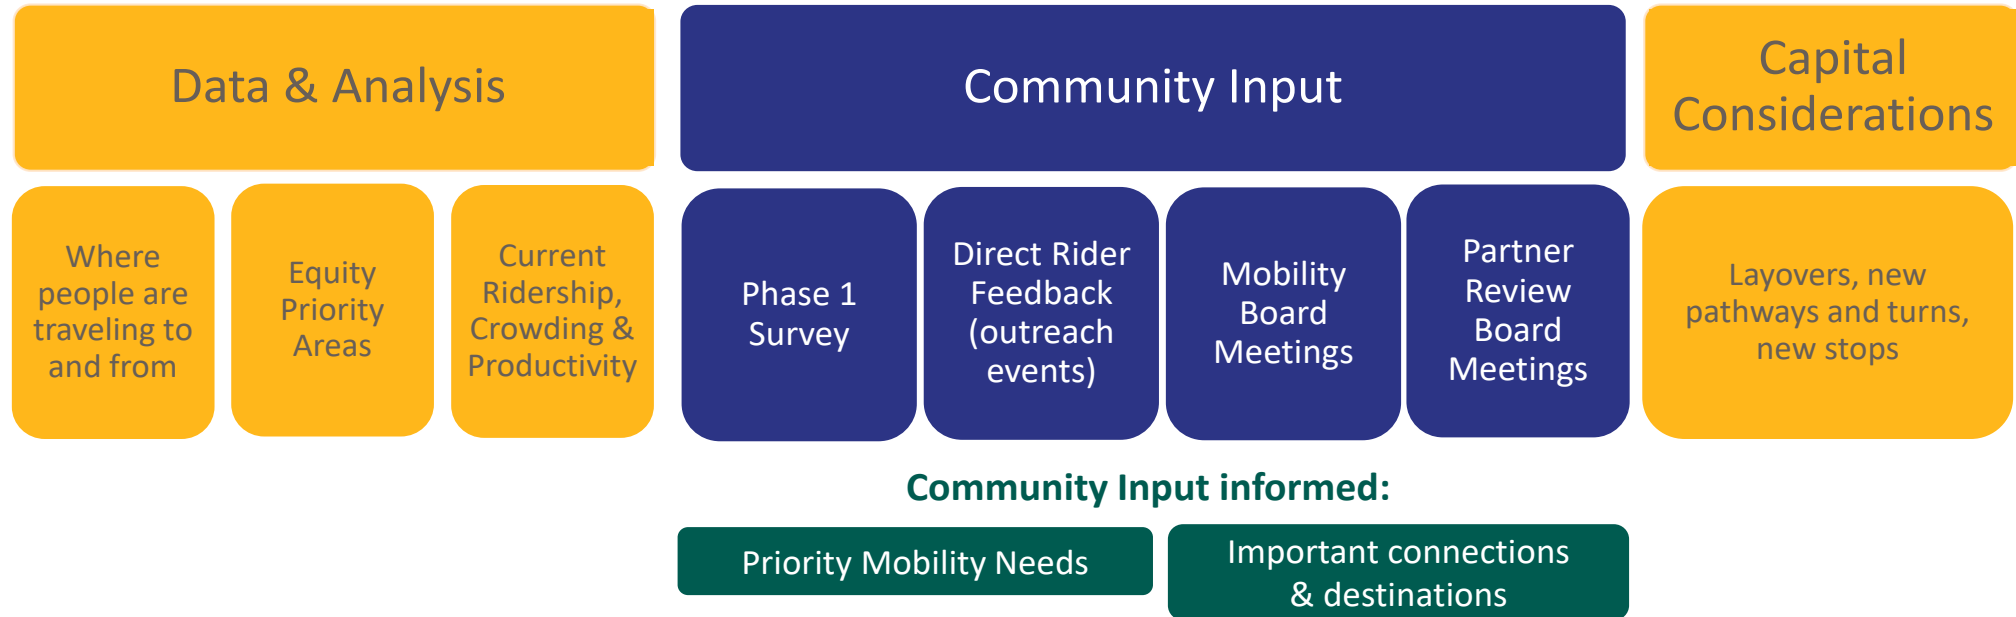 Data & Analysis
Community Input
Capital
Considerations
Where
people are
traveling to
and from
Equity
Priority
Areas
Current
Ridership,
Crowding &
Productivity
Phase 1
Survey
Direct Rider
Feedback
(outreach
events)
Mobility
Board
Meetings
Partner
Review
Board
Meetings
Layovers, new
pathways and turns,
new stops
Community Input informed:
Priority Mobility Needs
Important connections
& destinations